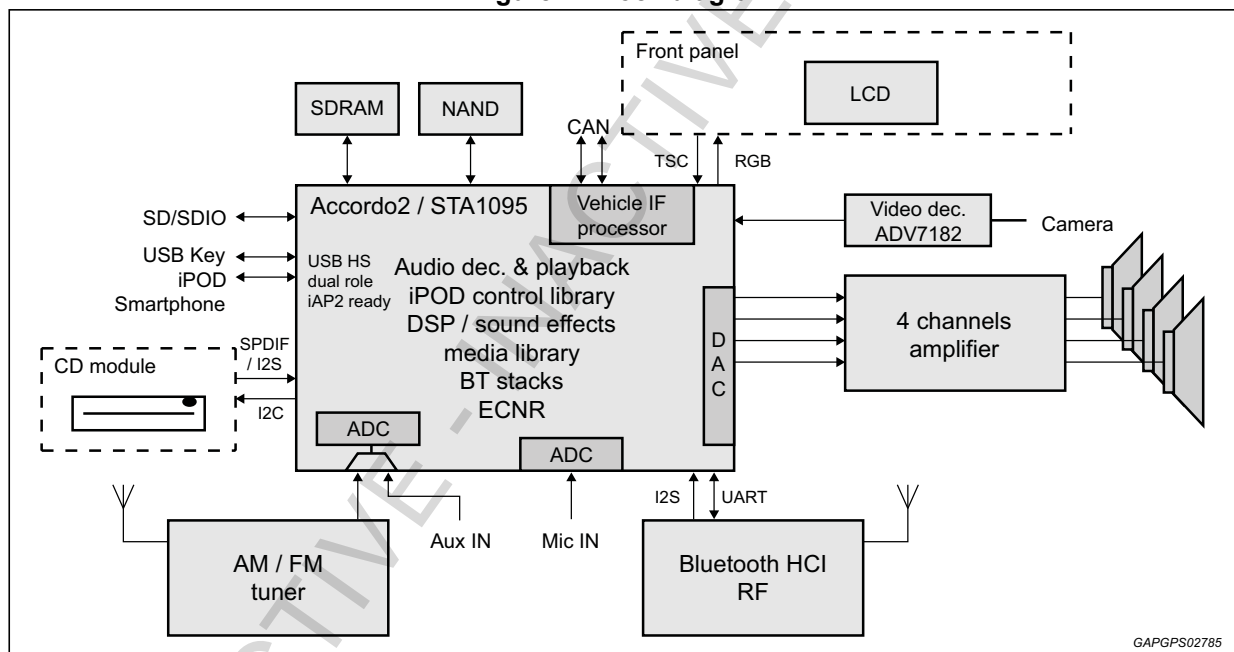 Front panel
LCD
SDRAM
NAND
CAN
TSC
RGB
SD/SDIO
Accordo2 / STA1095
Vehicle IF
processor
Video dec.
ADV7182
Camera
USB Key
iPOD
Smartphone
USB HS
dual role
iAP2 ready
Audio dec. & playback
iPOD control library
DSP / sound effects
media library
BT stacks
ECNR
D
A
C
4 channels
amplifier
CD module
SPDIF
/ I2S
I2C
ADC
ADC
Aux IN
Mic IN
I2S
UART
AM / FM
tuner
Bluetooth HCI
RF
GAPGPS02785
INACTIVE - INACTIVE